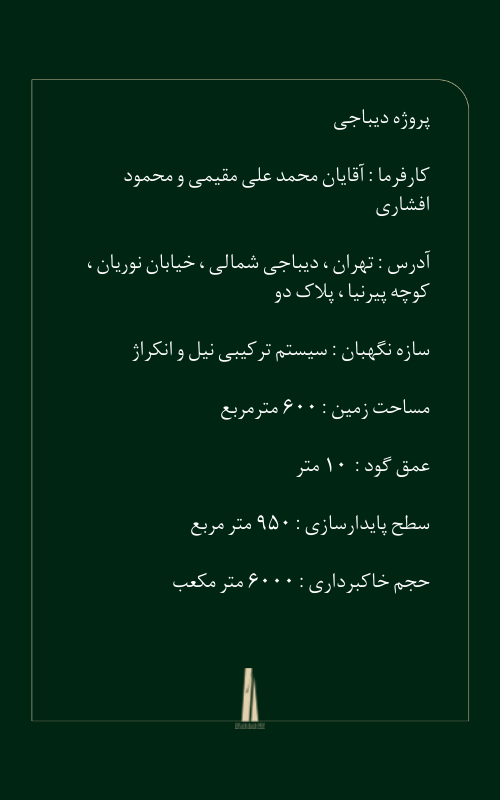 پروژه دیباجی
کارفرما : آقایان محمد علی مقیمی و محمود
افشاری
آدرس : تهران ، دیباجی شمالی ، خیابان نوریان ،
کوچه پیرنیا ، پلاک دو
سازه نگهبان : سیستم ترکیبی نیل و انکراژ
مساحت زمین : ۶۰۰ مترمربع
عمق گود : ۱۰ متر
سطح پایدارسازی : ۹۵۰ متر مربع
حجم خاکبرداری : ۶۰۰۰ متر مکعب